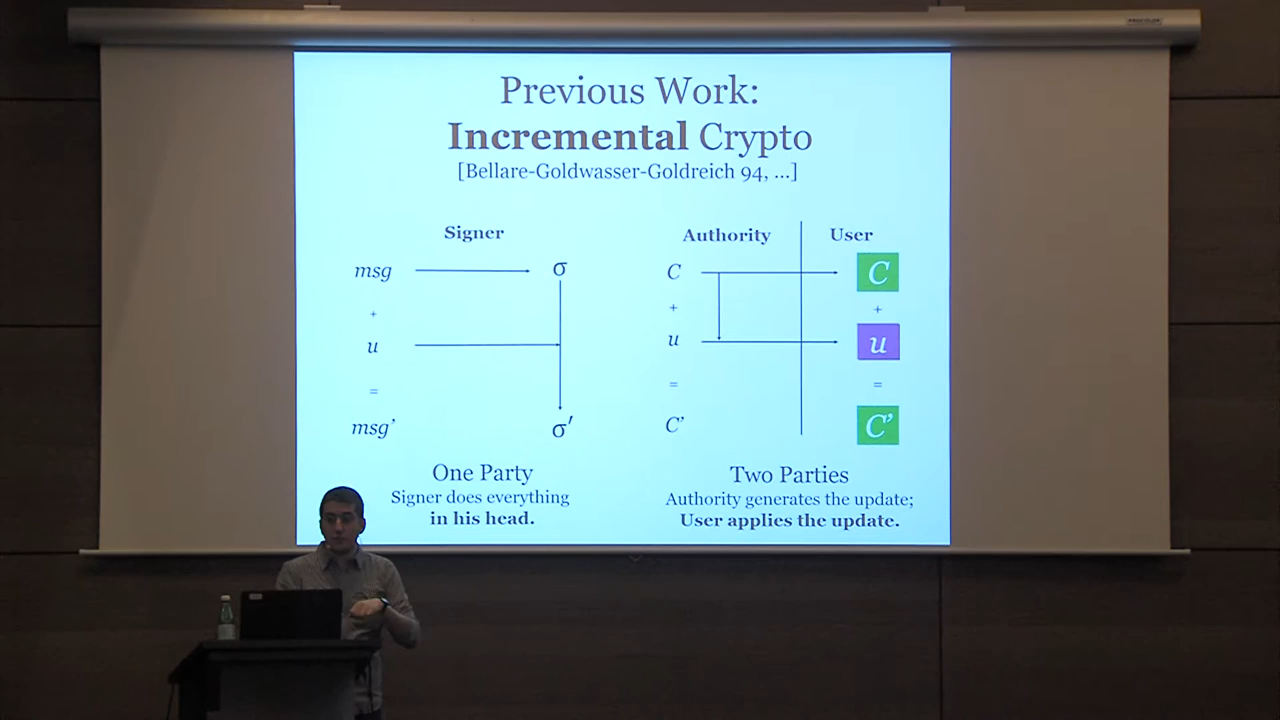 Previous Work:
Incremental Crypto
[Bellare-Goldwasser-Goldreich 94, ...]
Signer
msg
σ
+
u
=
msg'
σ'
One Party
Signer does everything
in his head.
Authority
User
C
C
+
+
u
u
=
=
C'
C'
Two Parties
Authority generates the update;
User applies the update.